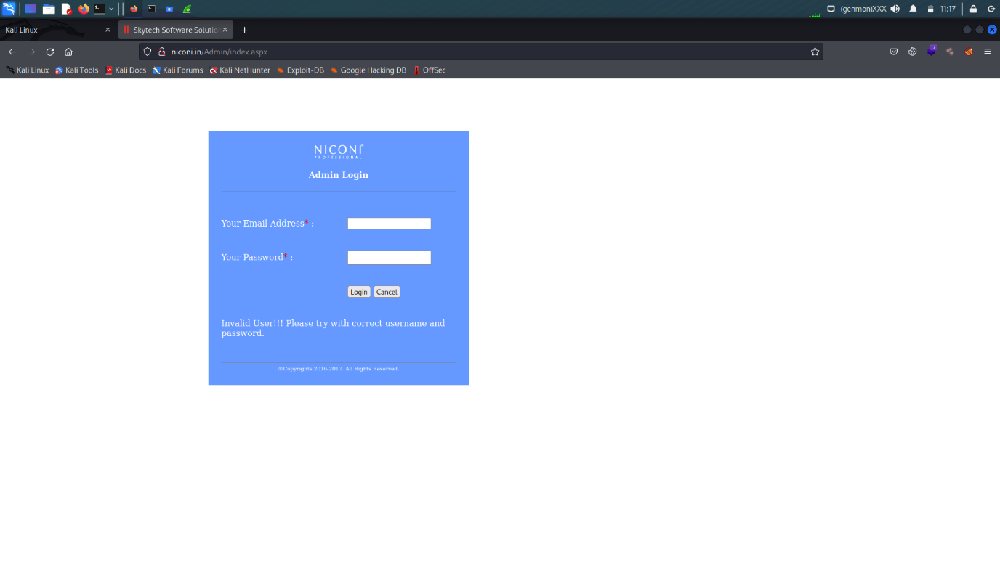 (genmon)XXX 11:17
Kali Linux
Skytech Software Solution
niconi.in/Admin/index.aspx
7
Kali Linux Kali Tools Kali Docs Kali Forums Kali NetHunter Exploit-DB Google Hacking DB OffSec
NICONI
PROFESSIONAL
Admin Login
Your Email Address* :
Your Password* :
Login Cancel
Invalid User!!! Please try with correct username and
password.
©Copyrights 2016-2017. All Rights Reserved.